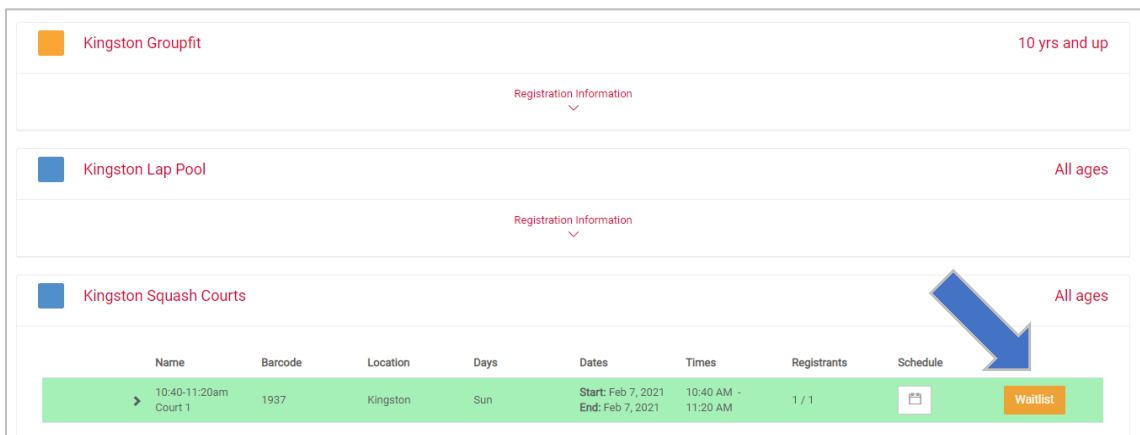 Kingston Groupfit 10 yrs and up
Registration Information
Kingston Lap Pool All ages
Registration Information
Kingston Squash Courts All ages
Name Barcode Location Days Dates Times Registrants Schedule
10:40-11:20am Start: Feb 7, 2021 10:40 AM -
1937 Kingston Sun 1 / 1 Waitlist
Court 1 End: Feb 7, 2021 11:20 AM